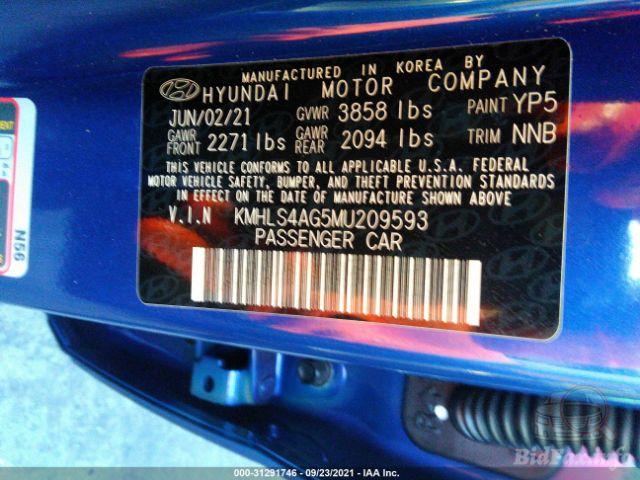 MANUFACTURED IN KOREA BY
HYUNDAI MOTOR COMPANY
JUN/02/21 GVWR 3858 lbs PAINT YP5
GAWR FRONT 2271 lbs GAWR REAR 2094 lbs TRIM NNB
THIS VEHICLE CONFORMS TO ALL APPLICABLE U.S.A. FEDERAL
MOTOR VEHICLE SAFETY, BUMPER, AND THEFT PREVENTION STANDARDS
IN EFFECT ON THE DATE OF MANUFACTURE SHOWN ABOVE
V.I.N KMHLS4AG5MU209593
PASSENGER CAR
N56
BidFax.info
000-31291746 - 09/23/2021 - IAA Inc.